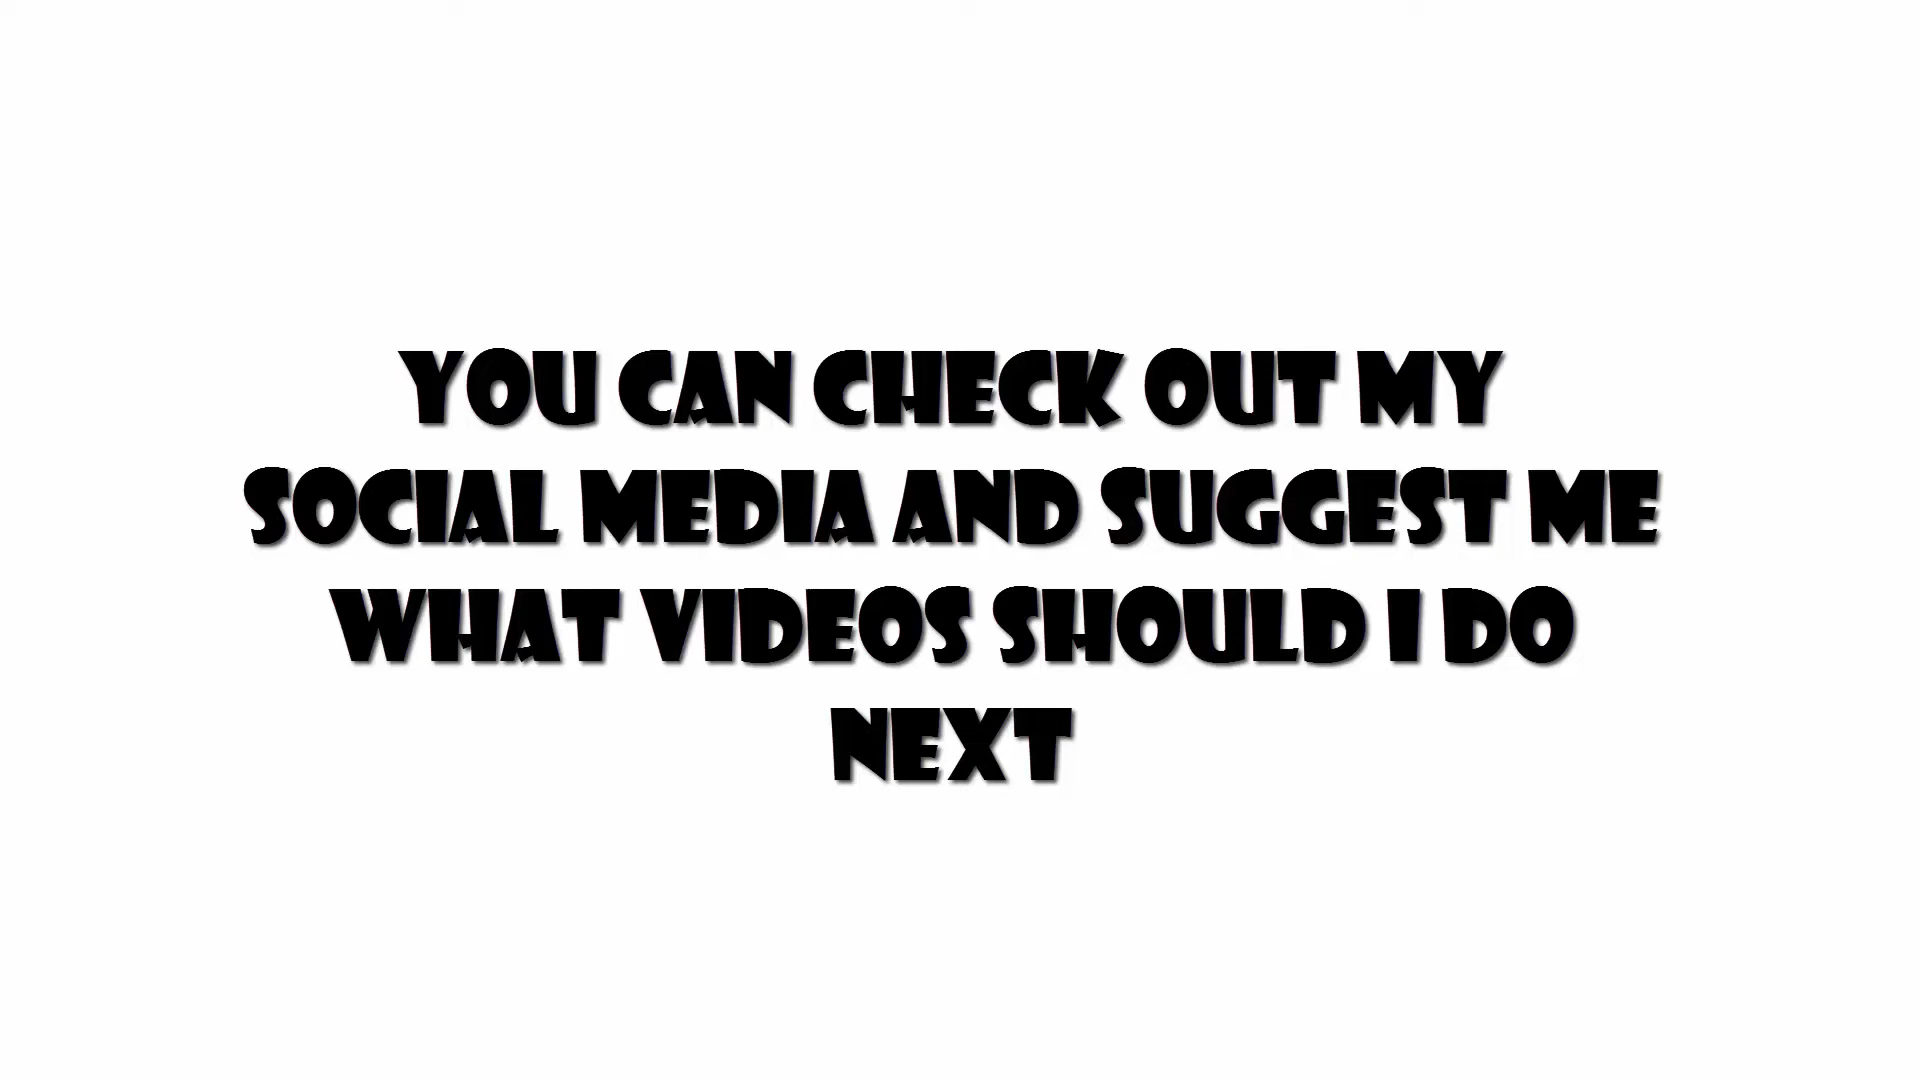 YOU CAN CHECK OUT MY
SOCIAL MEDIA AND SUGGEST ME
WHAT VIDEOS SHOULD I DO
NEXT